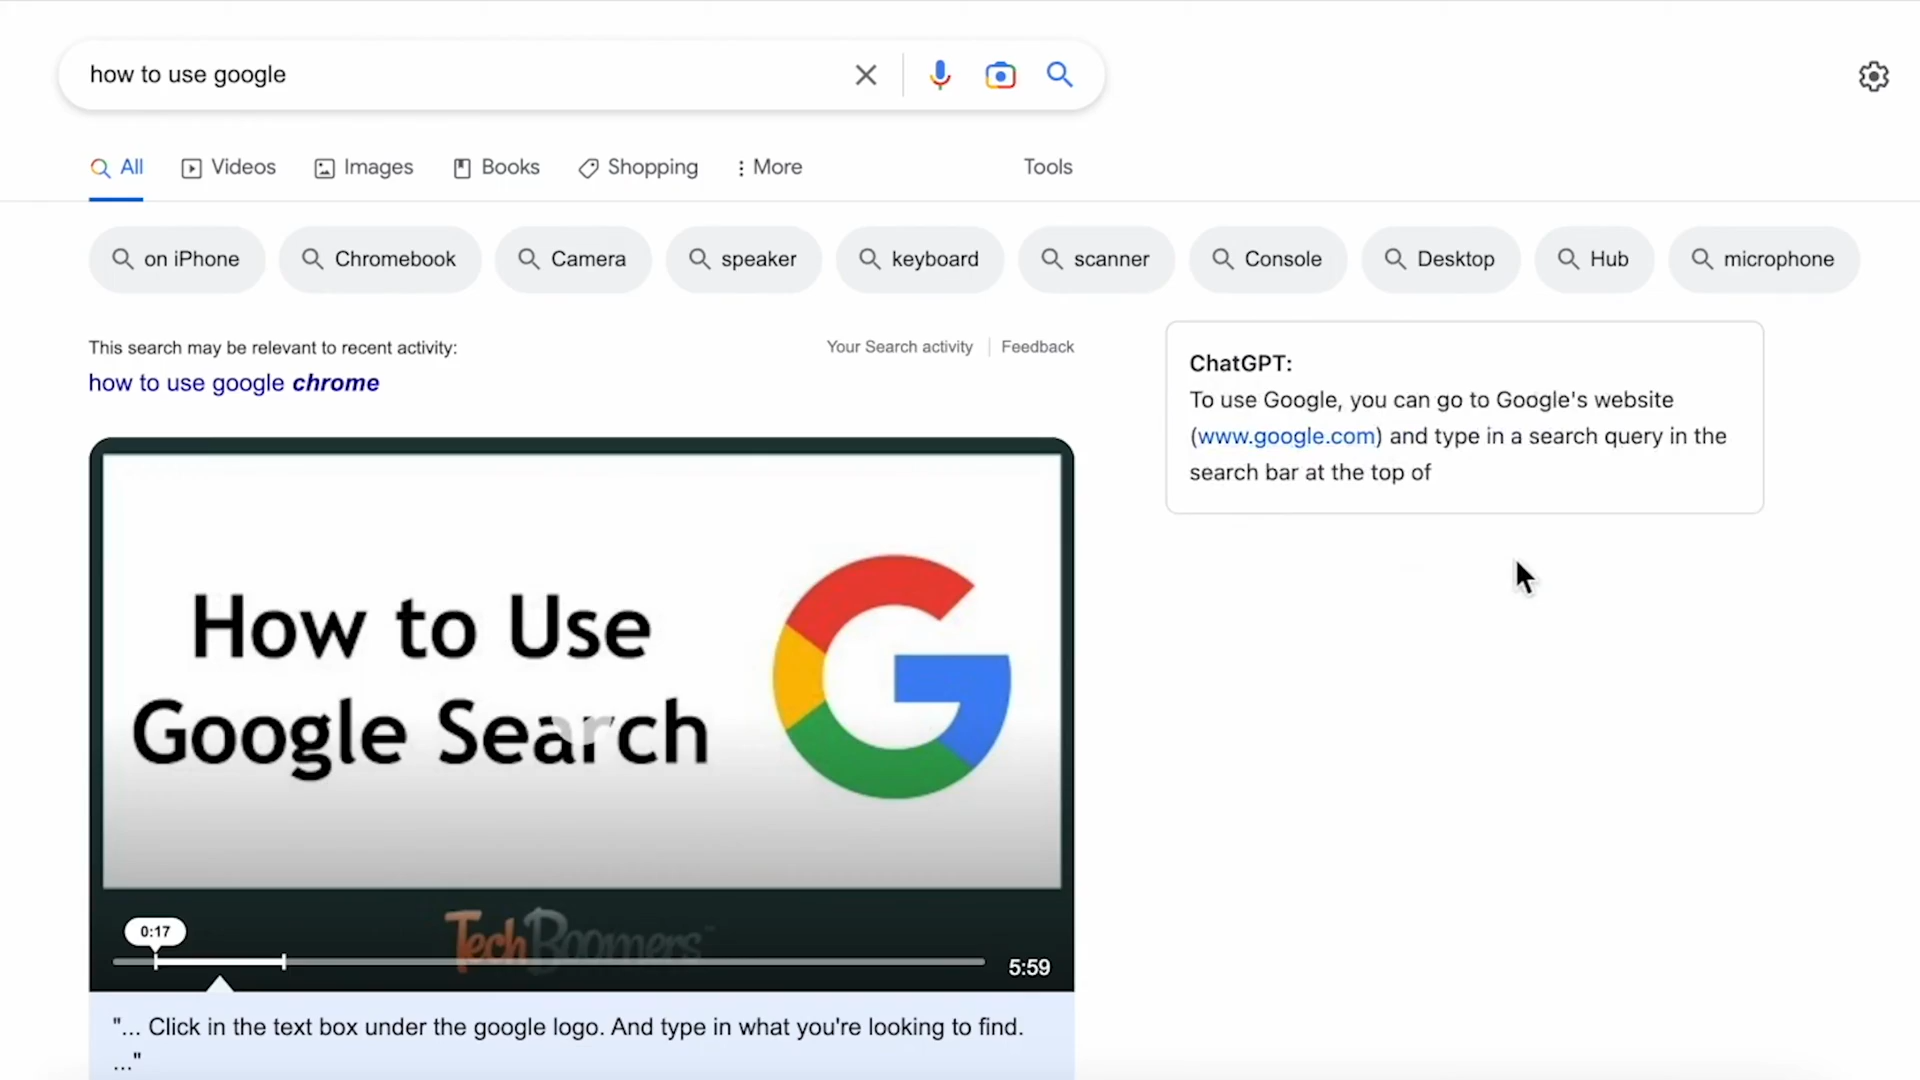 how to use google
All Videos Images Books Shopping More Tools
on iPhone Chromebook Camera speaker keyboard scanner Console Desktop Hub microphone
This search may be relevant to recent activity:
Your Search activity Feedback
how to use google chrome
ChatGPT:
To use Google, you can go to Google's website
(www.google.com) and type in a search query in the
search bar at the top of
How to Use
Google Search
TechBoomers™
0:17
5:59
"... Click in the text box under the google logo. And type in what you're looking to find.
..."